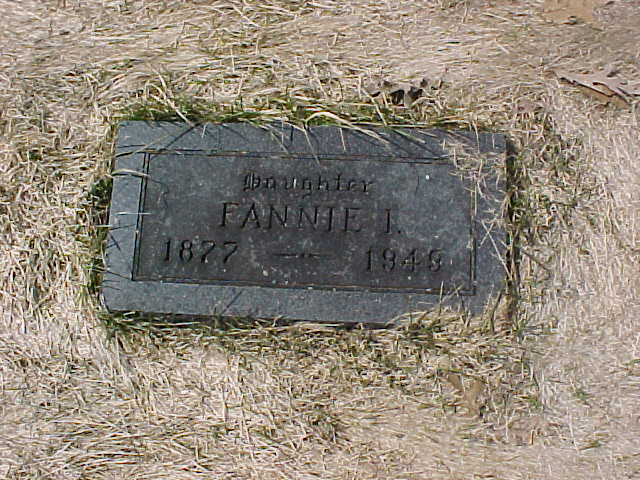 Daughter
FANNIE I.
1877 — 1949